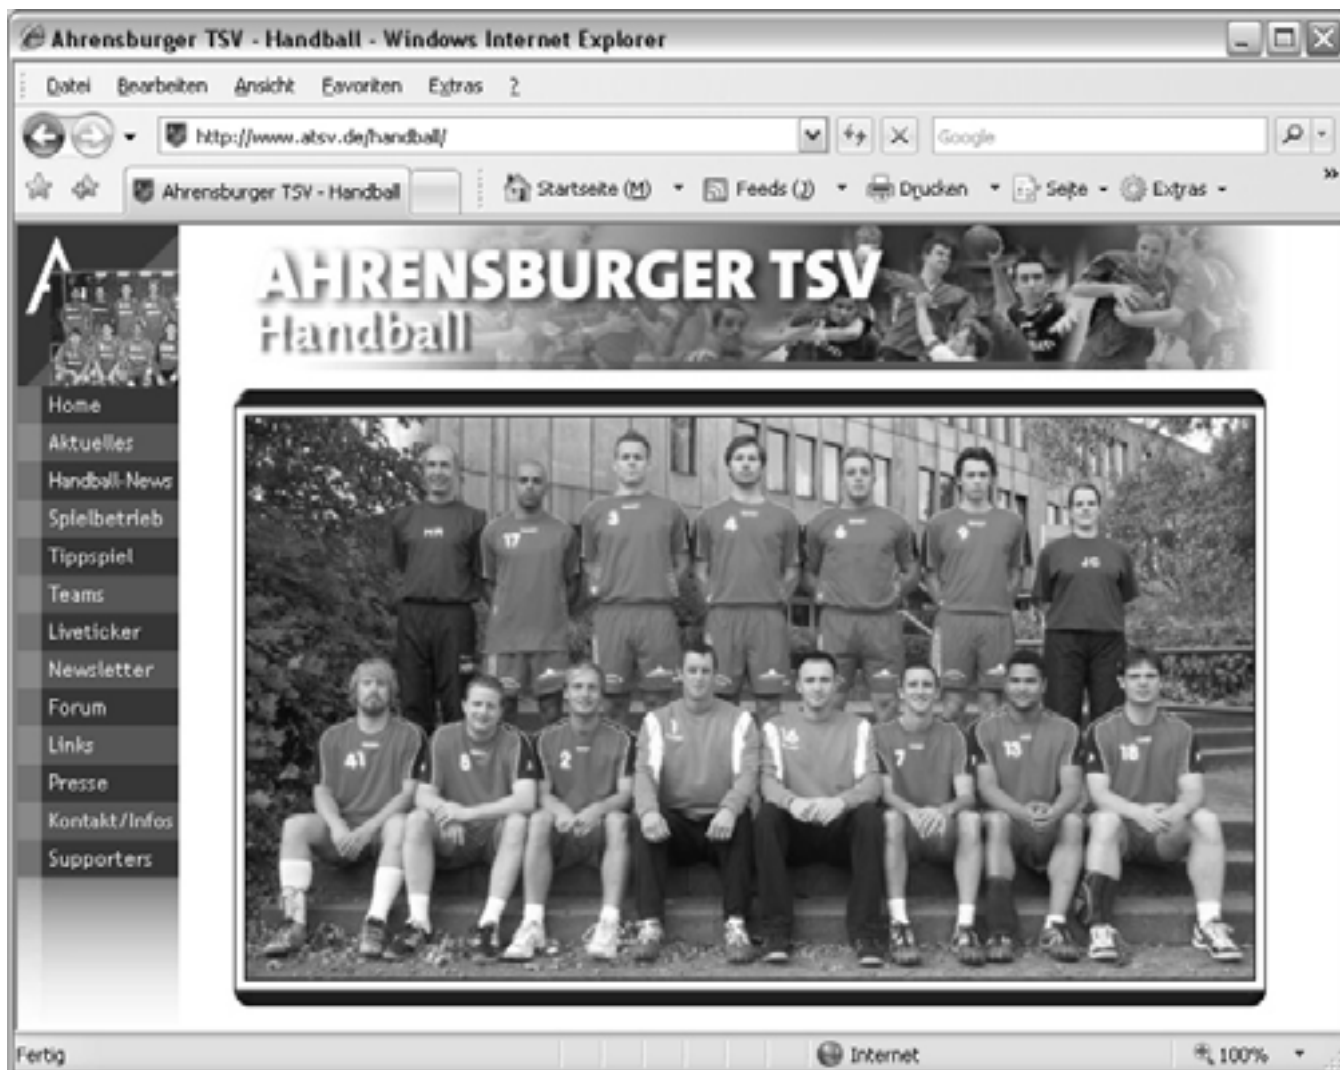 Ahrensburger TSV - Handball - Windows Internet Explorer
Datei Bearbeiten Ansicht Favoriten Extras ?
http://www.atsv.de/handball/ Google
Ahrensburger TSV - Handball Startseite (M) Feeds (J) Drucken Seite Extras »
A
AHRENSBURGER TSV
Handball
Home
Aktuelles
Handball-News
Spielbetrieb
Tippspiel
Teams
Liveticker
Newsletter
Forum
Links
Presse
Kontakt/Infos
Supporters
17 3 4 6 9 JG
41 8 2 1 16 7 13 18
Fertig Internet 100%